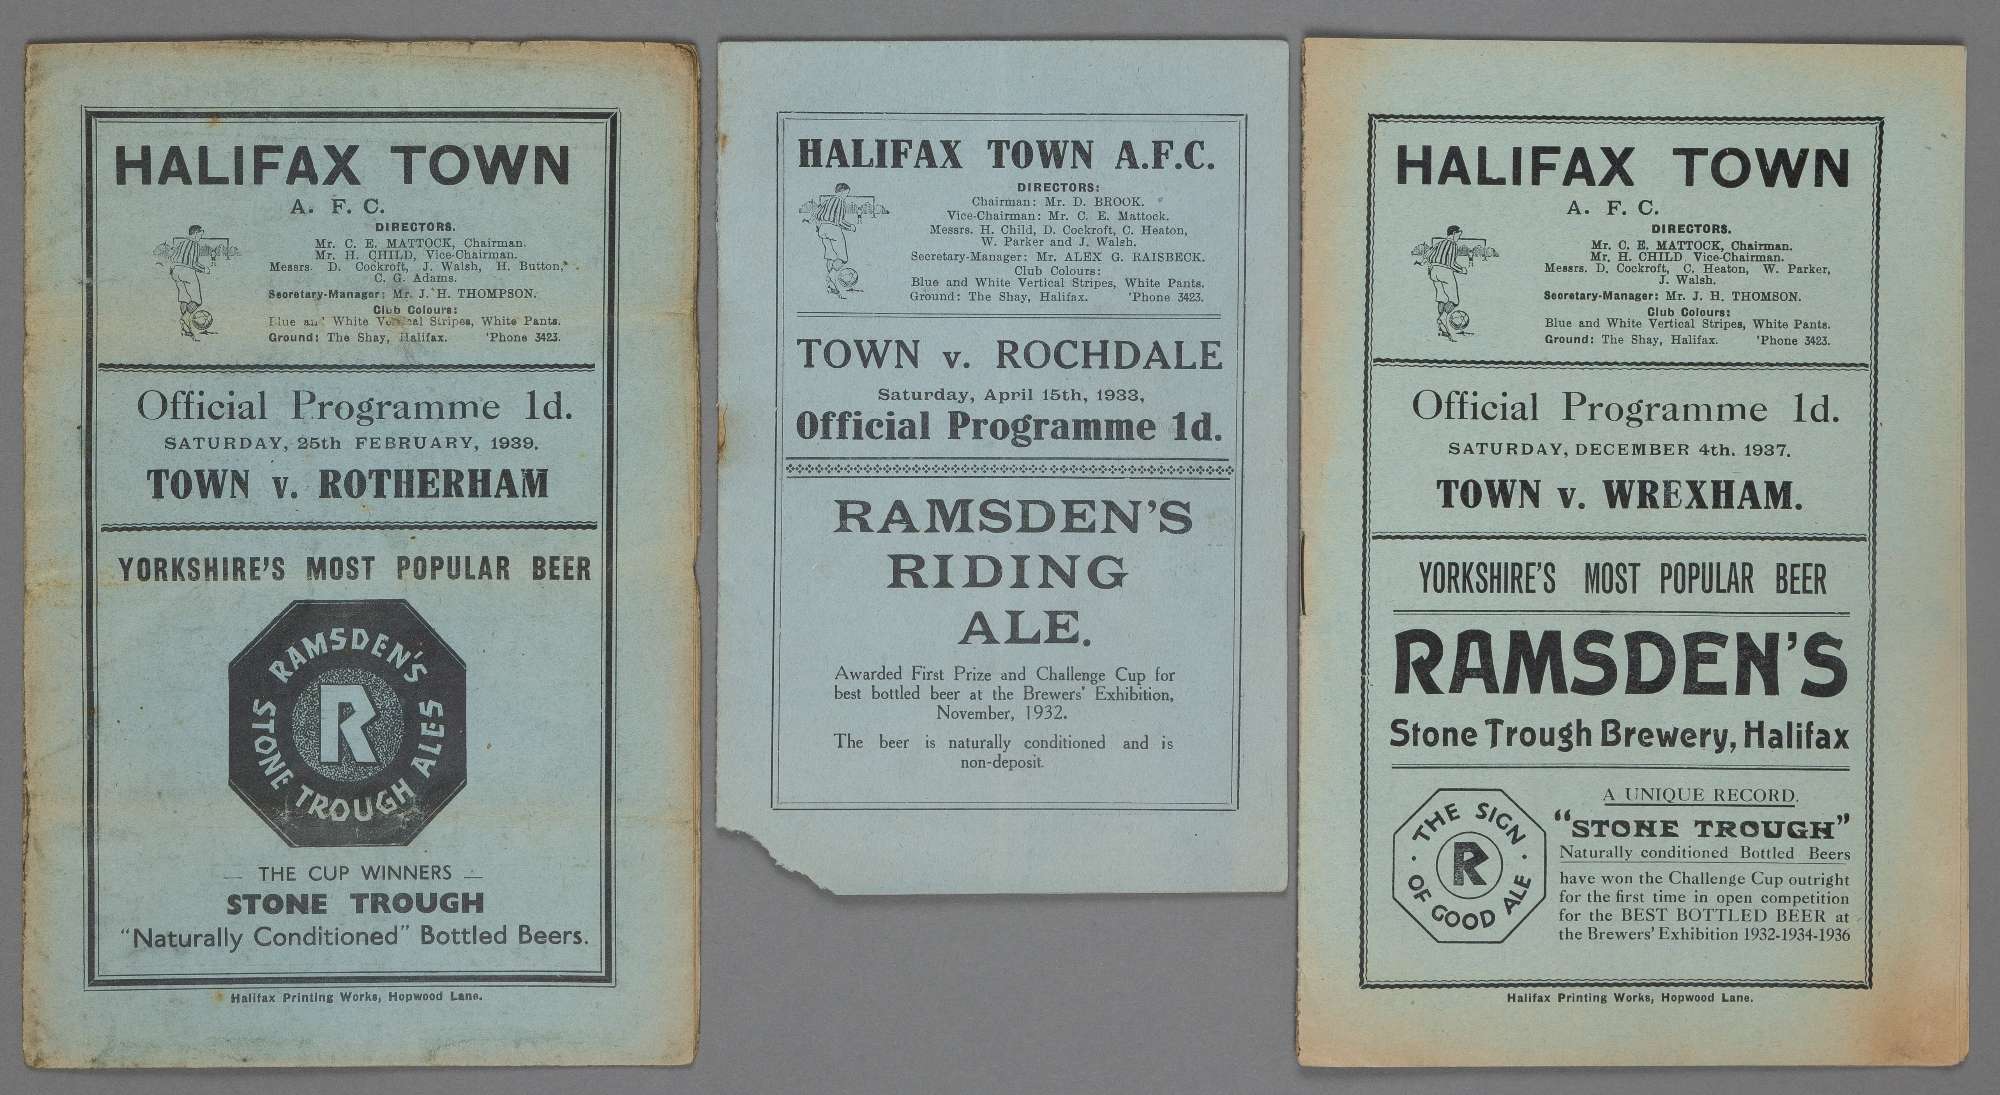 HALIFAX TOWN
A. F. C.
DIRECTORS.
Mr. C. E. MATTOCK, Chairman.
Mr. H. CHILD, Vice-Chairman.
Messrs. D. Cockroft, J. Walsh, H. Button,
C. G. Adams.
Secretary-Manager: Mr. J. H. THOMPSON.
Club Colours:
Blue and White Vertical Stripes, White Pants.
Ground: The Shay, Halifax. 'Phone 3423.
Official Programme 1d.
SATURDAY, 25th FEBRUARY, 1939.
TOWN v. ROTHERHAM
YORKSHIRE'S MOST POPULAR BEER
RAMSDEN'S
R
STONE TROUGH ALES
THE CUP WINNERS
STONE TROUGH
"Naturally Conditioned" Bottled Beers.
Halifax Printing Works, Hopwood Lane.
HALIFAX TOWN A.F.C.
DIRECTORS:
Chairman: Mr. D. BROOK.
Vice-Chairman: Mr. C. E. Mattock.
Messrs. H. Child, D. Cockroft, C. Heaton,
W. Parker and J. Walsh.
Secretary-Manager: Mr. ALEX G. RAISBECK.
Club Colours:
Blue and White Vertical Stripes, White Pants.
Ground: The Shay, Halifax. 'Phone 3423.
TOWN v. ROCHDALE
Saturday, April 15th, 1933,
Official Programme 1d.
RAMSDEN'S
RIDING
ALE.
Awarded First Prize and Challenge Cup for
best bottled beer at the Brewers' Exhibition,
November, 1932.
The beer is naturally conditioned and is
non-deposit.
HALIFAX TOWN
A. F. C.
DIRECTORS.
Mr. C. E. MATTOCK, Chairman.
Mr. H. CHILD Vice-Chairman.
Messrs. D. Cockroft, C. Heaton, W. Parker,
J. Walsh.
Secretary-Manager: Mr. J. H. THOMSON.
Club Colours:
Blue and White Vertical Stripes, White Pants.
Ground: The Shay, Halifax. 'Phone 3423.
Official Programme 1d.
SATURDAY, DECEMBER 4th, 1937.
TOWN v. WREXHAM.
YORKSHIRE'S MOST POPULAR BEER
RAMSDEN'S
Stone Trough Brewery, Halifax
THE SIGN
R
OF GOOD ALE
A UNIQUE RECORD.
"STONE TROUGH"
Naturally conditioned Bottled Beers
have won the Challenge Cup outright
for the first time in open competition
for the BEST BOTTLED BEER at
the Brewers' Exhibition 1932-1934-1936
Halifax Printing Works, Hopwood Lane.